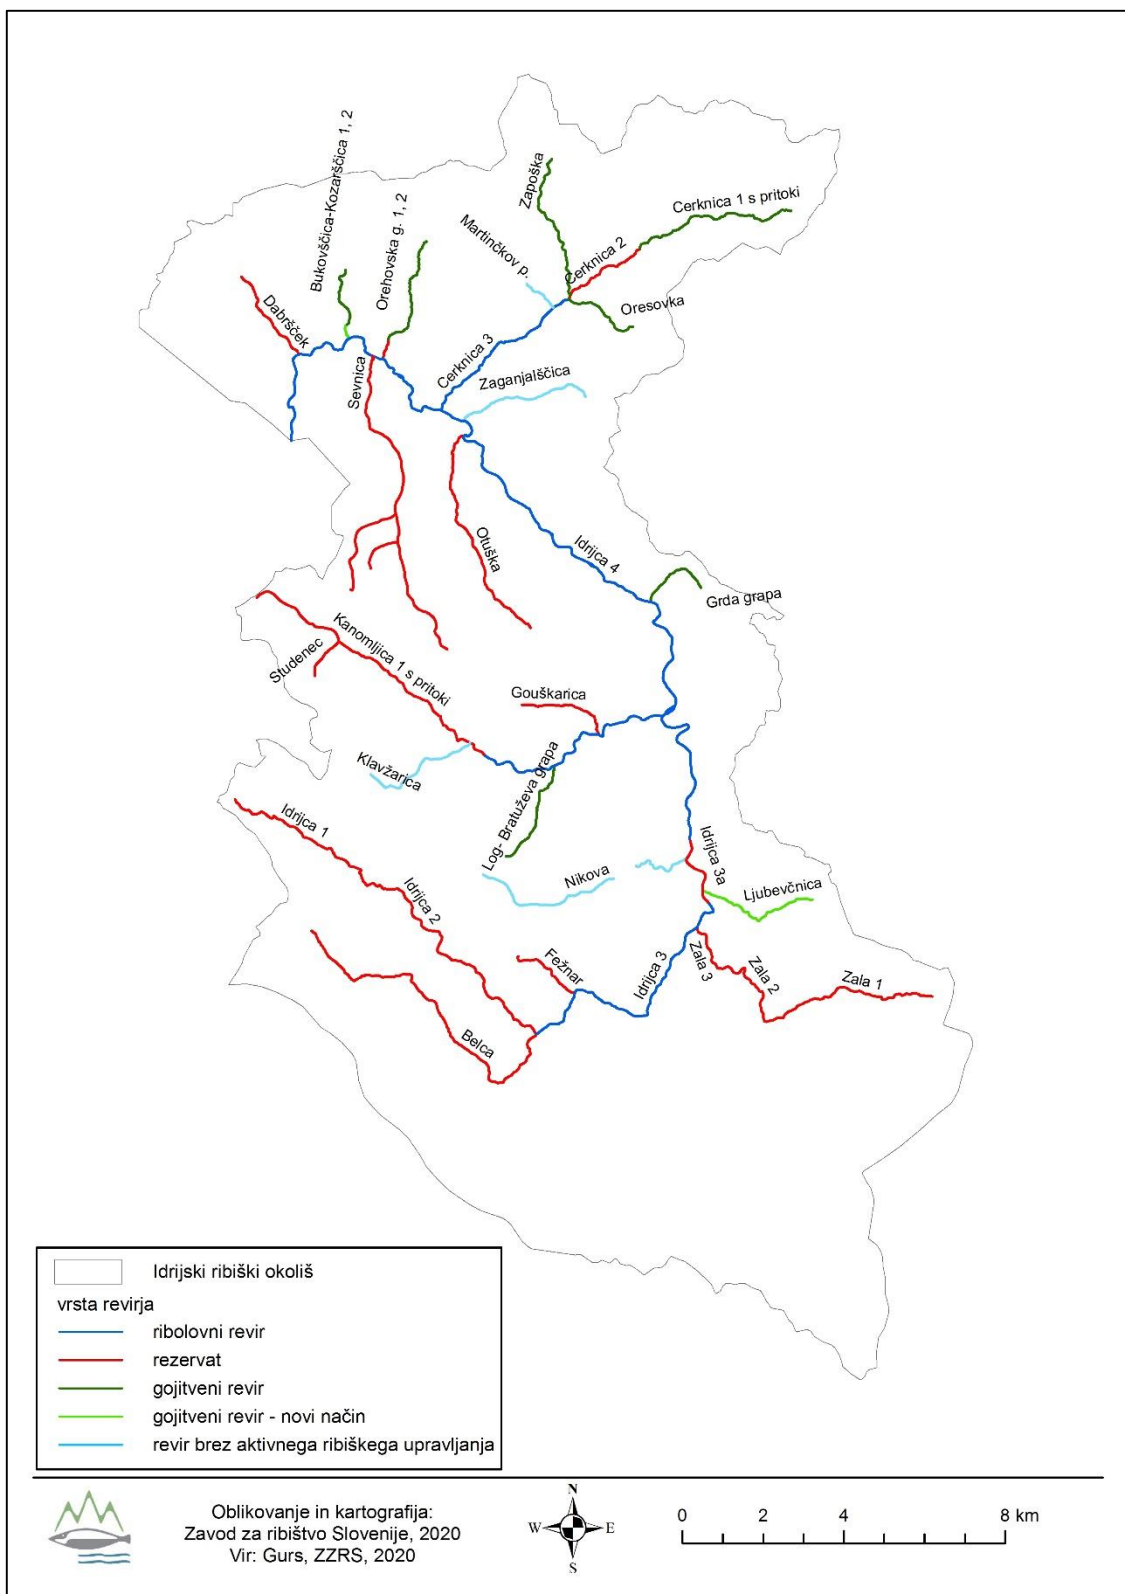 Bukovščica-Kozarščica 1, 2
Zapoška
Orehovska g. 1, 2
Cerknica 1 s pritoki
Martinčkov p.
Cerknica 2
Dabršček
Oresovka
Sevnica
Cerknica 3
Zaganjalščica
Otuška
Idrijca 4
Grda grapa
Kanomljica 1 s pritoki
Studenec
Gouškarica
Klavžarica
Log- Bratuževa grapa
Idrijca 1
Idrijca 3a
Nikova
Ljubevčnica
Idrijca 2
Fežnar
Idrijca 3
Zala 3
Zala 2
Zala 1
Belca
Idrijski ribiški okoliš
vrsta revirja
ribolovni revir
rezervat
gojitveni revir
gojitveni revir - novi način
revir brez aktivnega ribiškega upravljanja
Oblikovanje in kartografija:
Zavod za ribištvo Slovenije, 2020
Vir: Gurs, ZZRS, 2020
N
W E
S
0 2 4 8 km